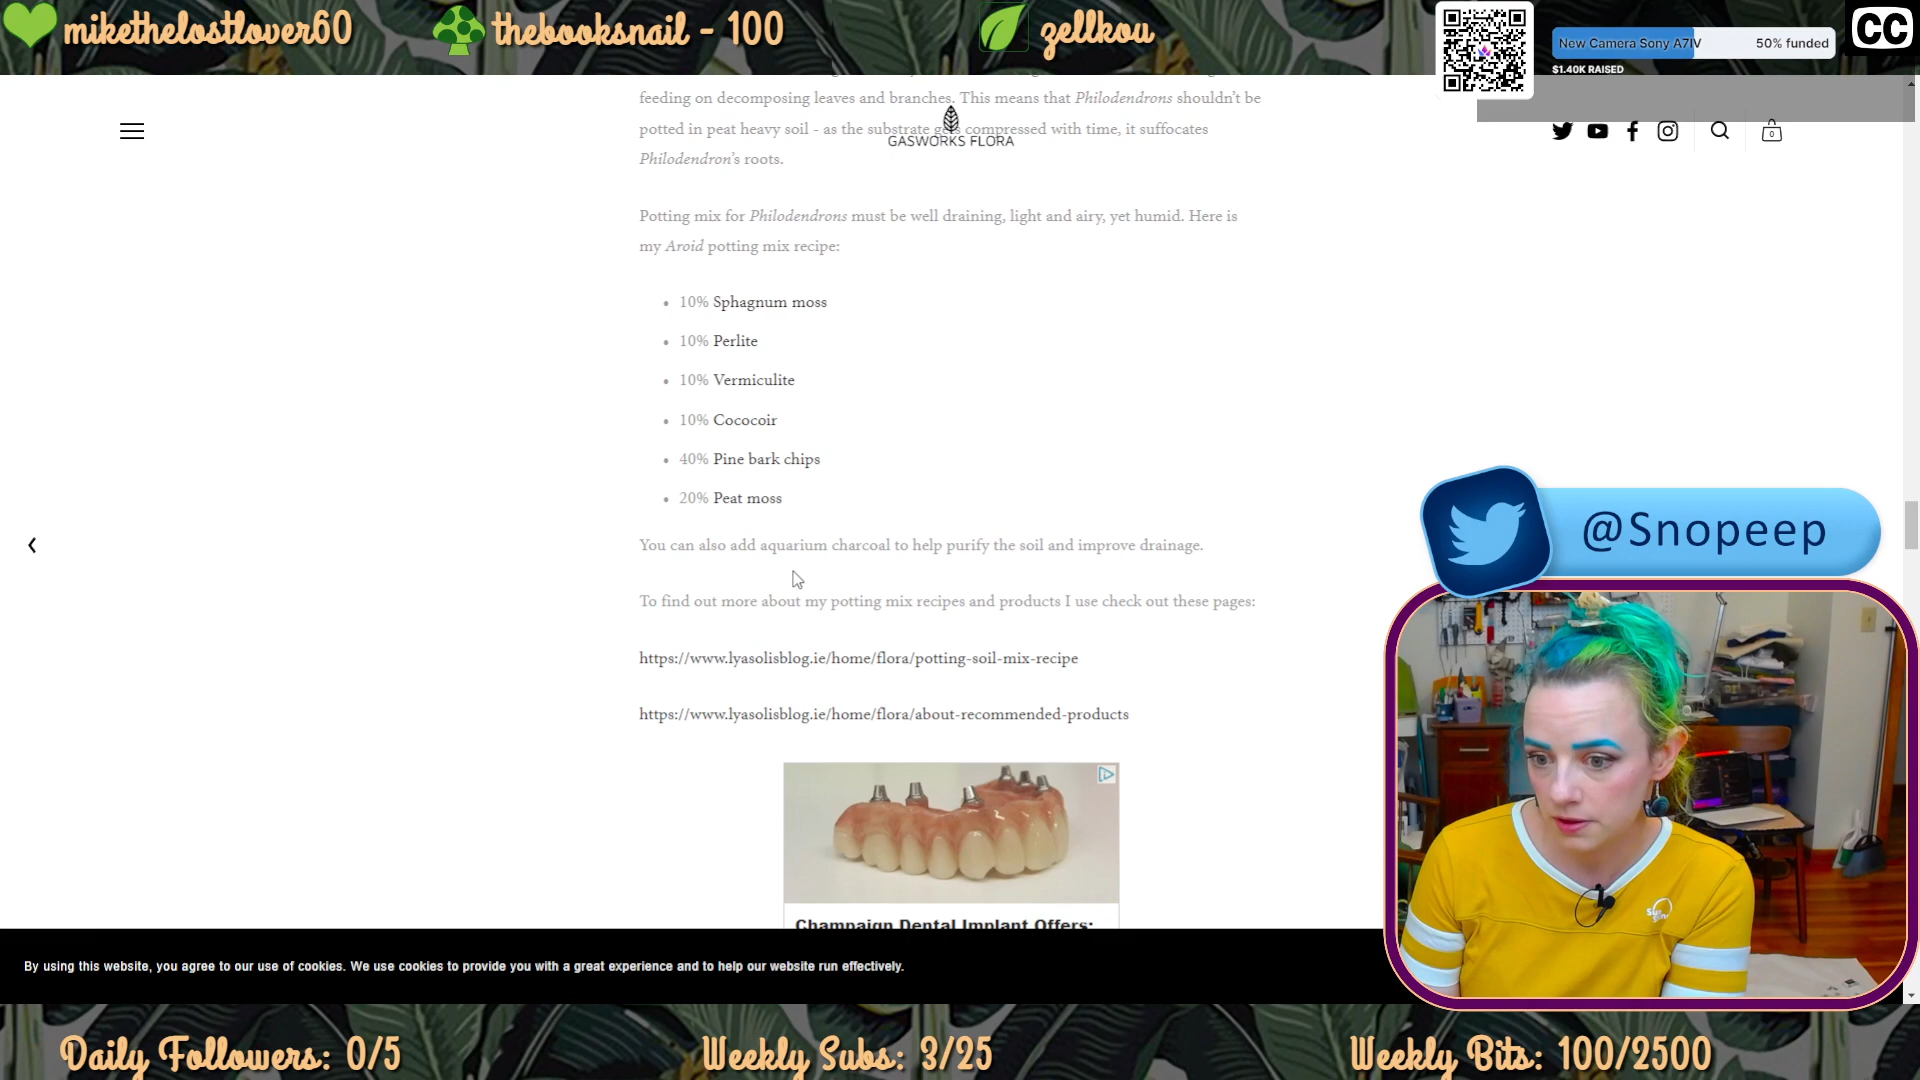 mikethelostlover60
thebooksnail - 100
zellkou
New Camera Sony A7IV
50% funded
$1.40K RAISED
CC
feeding on decomposing leaves and branches. This means that Philodendrons shouldn't be
potted in peat heavy soil - as the substrate gets compressed with time, it suffocates
GASWORKS FLORA
0
Philodendron's roots.
Potting mix for Philodendrons must be well draining, light and airy, yet humid. Here is
my Aroid potting mix recipe:
• 10% Sphagnum moss
• 10% Perlite
• 10% Vermiculite
• 10% Cococoir
• 40% Pine bark chips
• 20% Peat moss
You can also add aquarium charcoal to help purify the soil and improve drainage.
@Snopeep
To find out more about my potting mix recipes and products I use check out these pages:
https://www.lyasolisblog.ie/home/flora/potting-soil-mix-recipe
https://www.lyasolisblog.ie/home/flora/about-recommended-products
Champaign Dental Implant Offers:
By using this website, you agree to our use of cookies. We use cookies to provide you with a great experience and to help our website run effectively.
Daily Followers: 0/5
Weekly Subs: 3/25
Weekly Bits: 100/2500